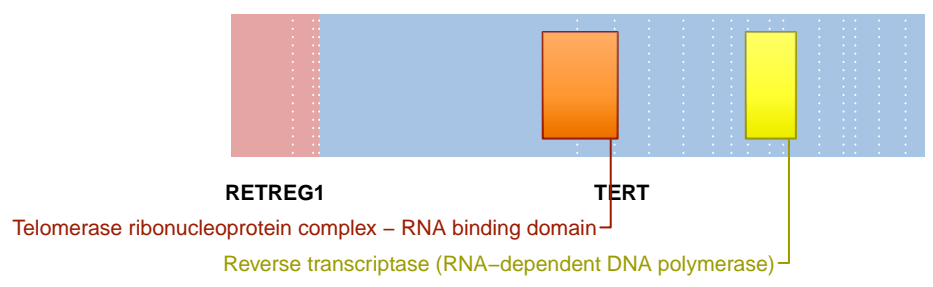 RETREG1 TERT
Telomerase ribonucleoprotein complex – RNA binding domain
Reverse transcriptase (RNA–dependent DNA polymerase)